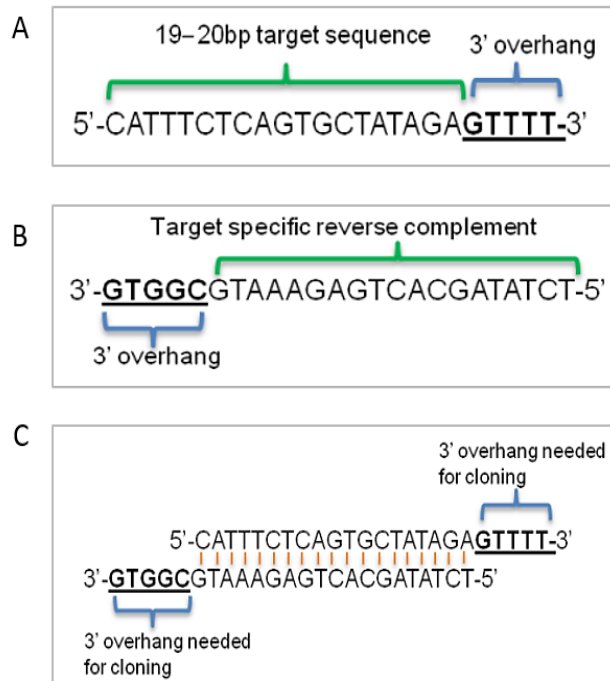 A
19–20bp target sequence
3' overhang
5'-CATTTCTCAGTGCTATAGAGTTTT-3'
B
Target specific reverse complement
3'-GTGGCGTAAAGAGTCACGATATCT-5'
3' overhang
C
3' overhang needed
for cloning
5'-CATTTCTCAGTGCTATAGAGTTTT-3'
3'-GTGGCGTAAAGAGTCACGATATCT-5'
3' overhang needed
for cloning